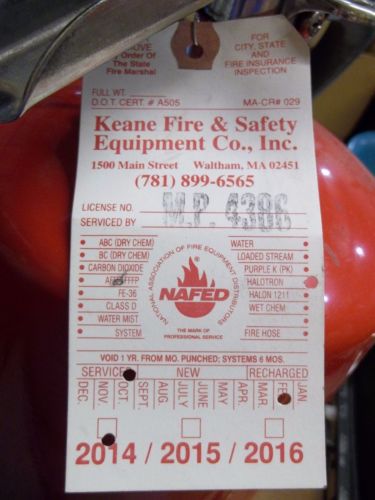 FOR
CITY, STATE
AND
FIRE INSURANCE
INSPECTION
Order Of
The State
Fire Marshal
FULL WT.
D.O.T. CERT. # A505 MA-CR# 029
Keane Fire & Safety
Equipment Co., Inc.
1500 Main Street Waltham, MA 02451
(781) 899-6565
LICENSE NO.
SERVICED BY M.P. 4386
• ABC (DRY CHEM)
• BC (DRY CHEM)
• CARBON DIOXIDE
FE-36
CLASS D
• WATER MIST
• SYSTEM
NATIONAL ASSOCIATION OF FIRE EQUIPMENT DISTRIBUTORS
NAFED
®
THE MARK OF
PROFESSIONAL SERVICE
WATER
LOADED STREAM
PURPLE K (PK)
HALOTRON
HALON 1211
WET CHEM
FIRE HOSE
VOID 1 YR. FROM MO. PUNCHED; SYSTEMS 6 MOS.
SERVICED NEW RECHARGED
DEC. NOV. OCT. SEPT. AUG. JULY JUNE MAY APR. MAR. FEB. JAN.
2014 / 2015 / 2016